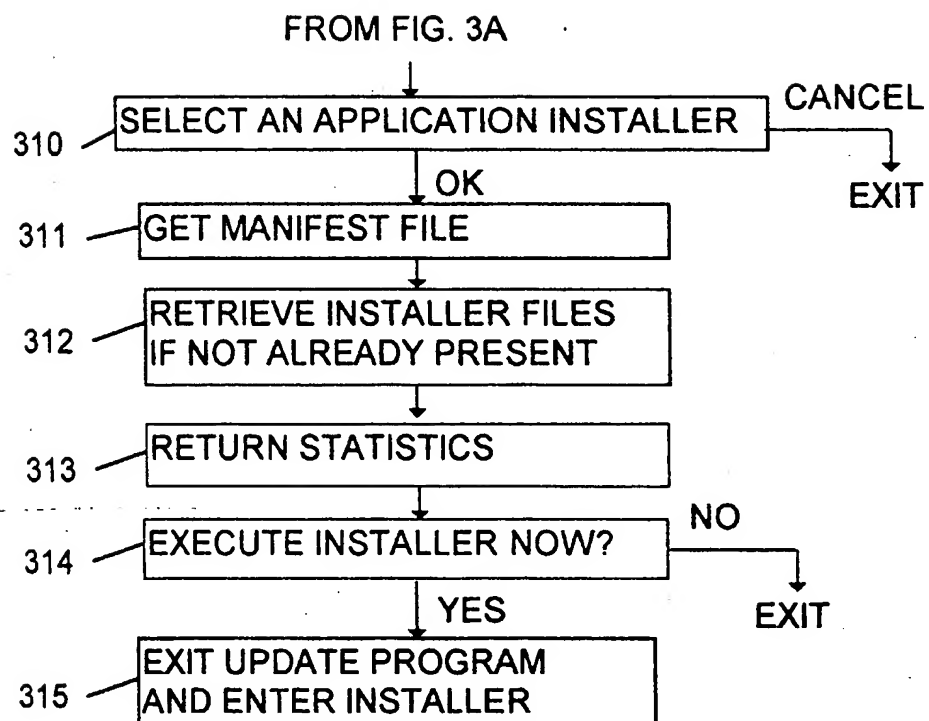 FROM FIG. 3A
310 SELECT AN APPLICATION INSTALLER CANCEL
EXIT
OK
311 GET MANIFEST FILE
312 RETRIEVE INSTALLER FILES
IF NOT ALREADY PRESENT
313 RETURN STATISTICS
314 EXECUTE INSTALLER NOW? NO
EXIT
YES
315 EXIT UPDATE PROGRAM
AND ENTER INSTALLER